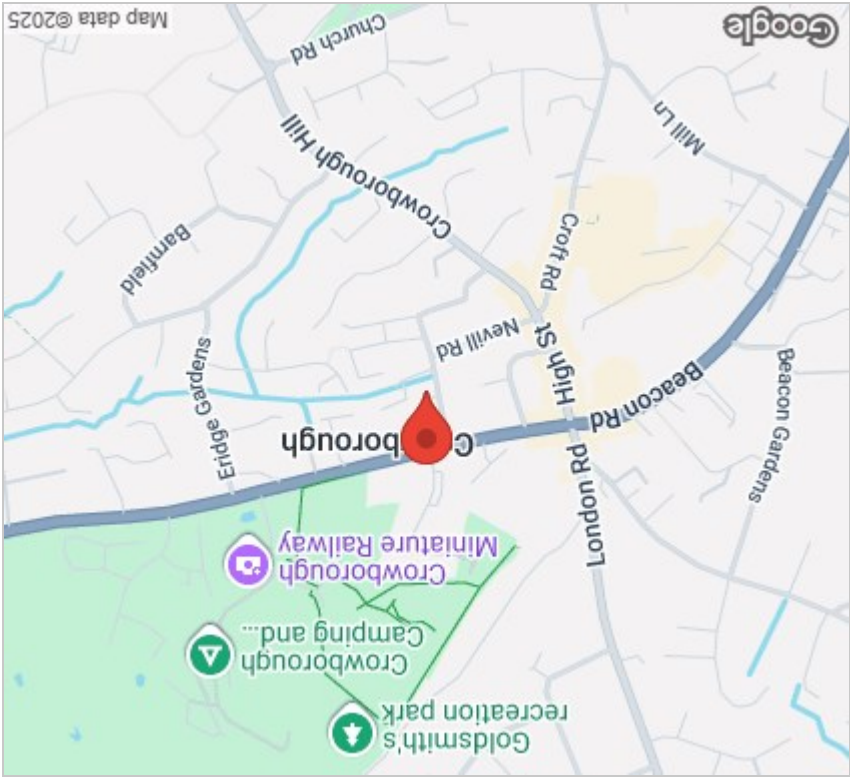 Goldsmith's
recreation park
Crowborough
Camping and...
Crowborough
Miniature Railway
London Rd
Beacon Gardens
Crowborough
Eridge Gardens
Beacon Rd
High St
Nevill Rd
Croft Rd
Barnfield
Crowborough Hill
Mill Ln
Church Rd
Google
Map data ©2025